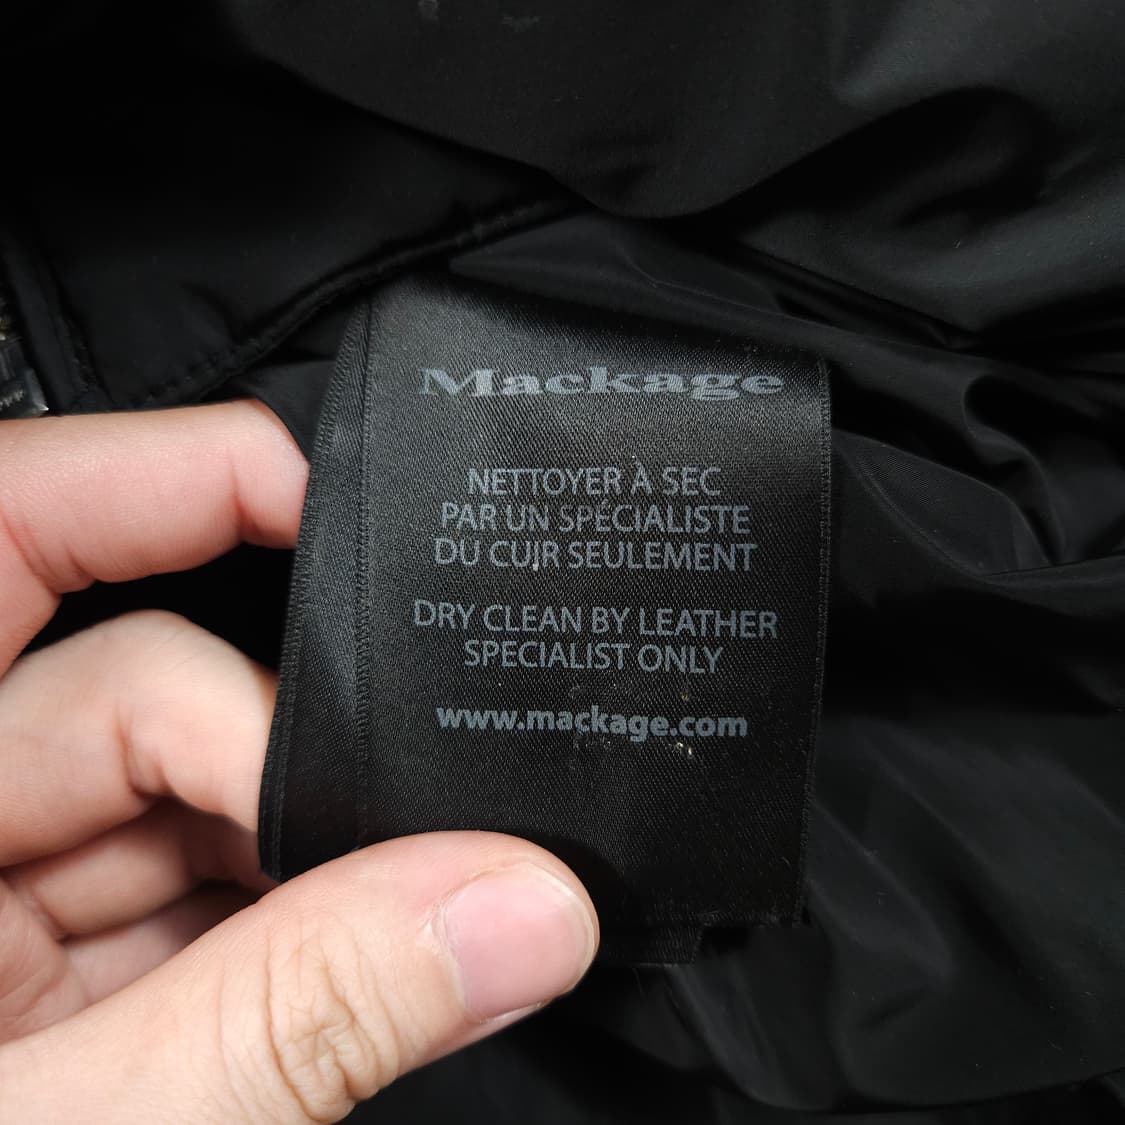 Mackage
NETTOYER À SEC
PAR UN SPÉCIALISTE
DU CUIR SEULEMENT
DRY CLEAN BY LEATHER
SPECIALIST ONLY
www.mackage.com